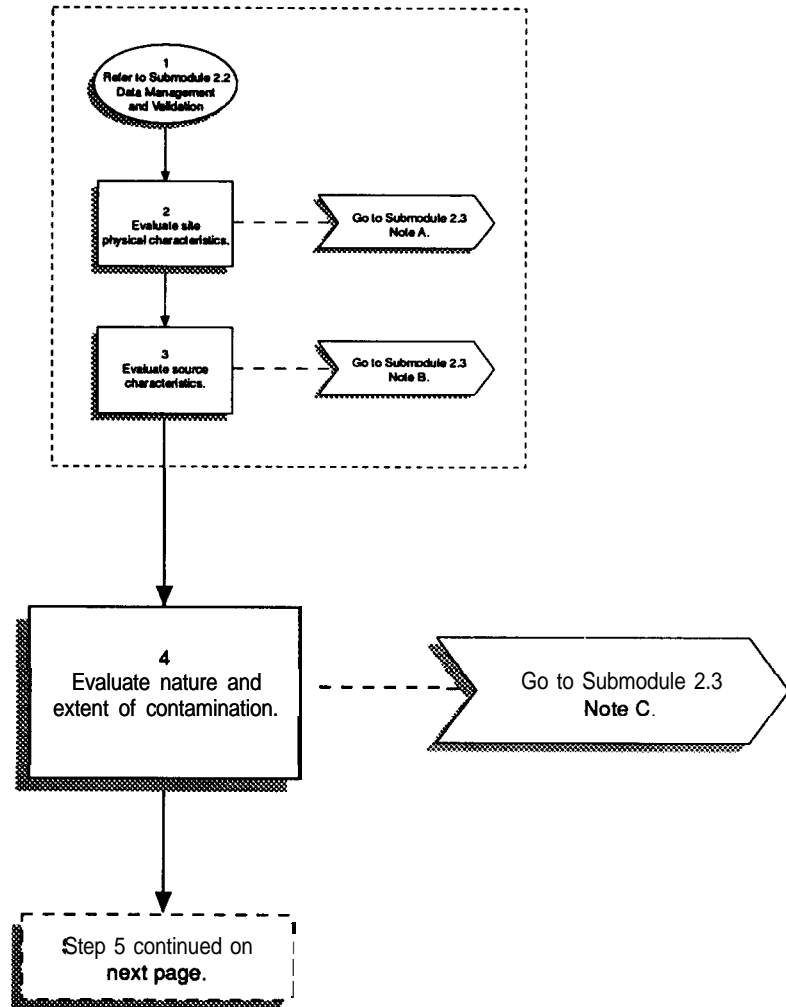 1
Refer to Submodule 2.2
Data Management
and Validation
2
Evaluate site
physical characteristics.
Go to Submodule 2.3
Note A.
3
Evaluate source
characteristics.
Go to Submodule 2.3
Note B.
4
Evaluate nature and
extent of contamination.
Go to Submodule 2.3
Note C.
Step 5 continued on
next page.